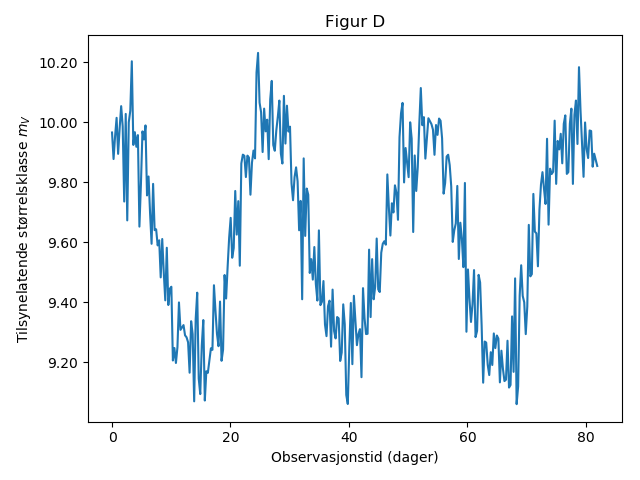 Figur D
Tilsynelatende størrelsesklasse m_V
10.20
10.00
9.80
9.60
9.40
9.20
0 20 40 60 80
Observasjonstid (dager)